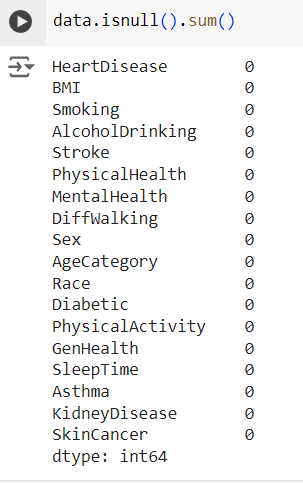 data.isnull().sum()
HeartDisease 0
BMI 0
Smoking 0
AlcoholDrinking 0
Stroke 0
PhysicalHealth 0
MentalHealth 0
DiffWalking 0
Sex 0
AgeCategory 0
Race 0
Diabetic 0
PhysicalActivity 0
GenHealth 0
SleepTime 0
Asthma 0
KidneyDisease 0
SkinCancer 0
dtype: int64